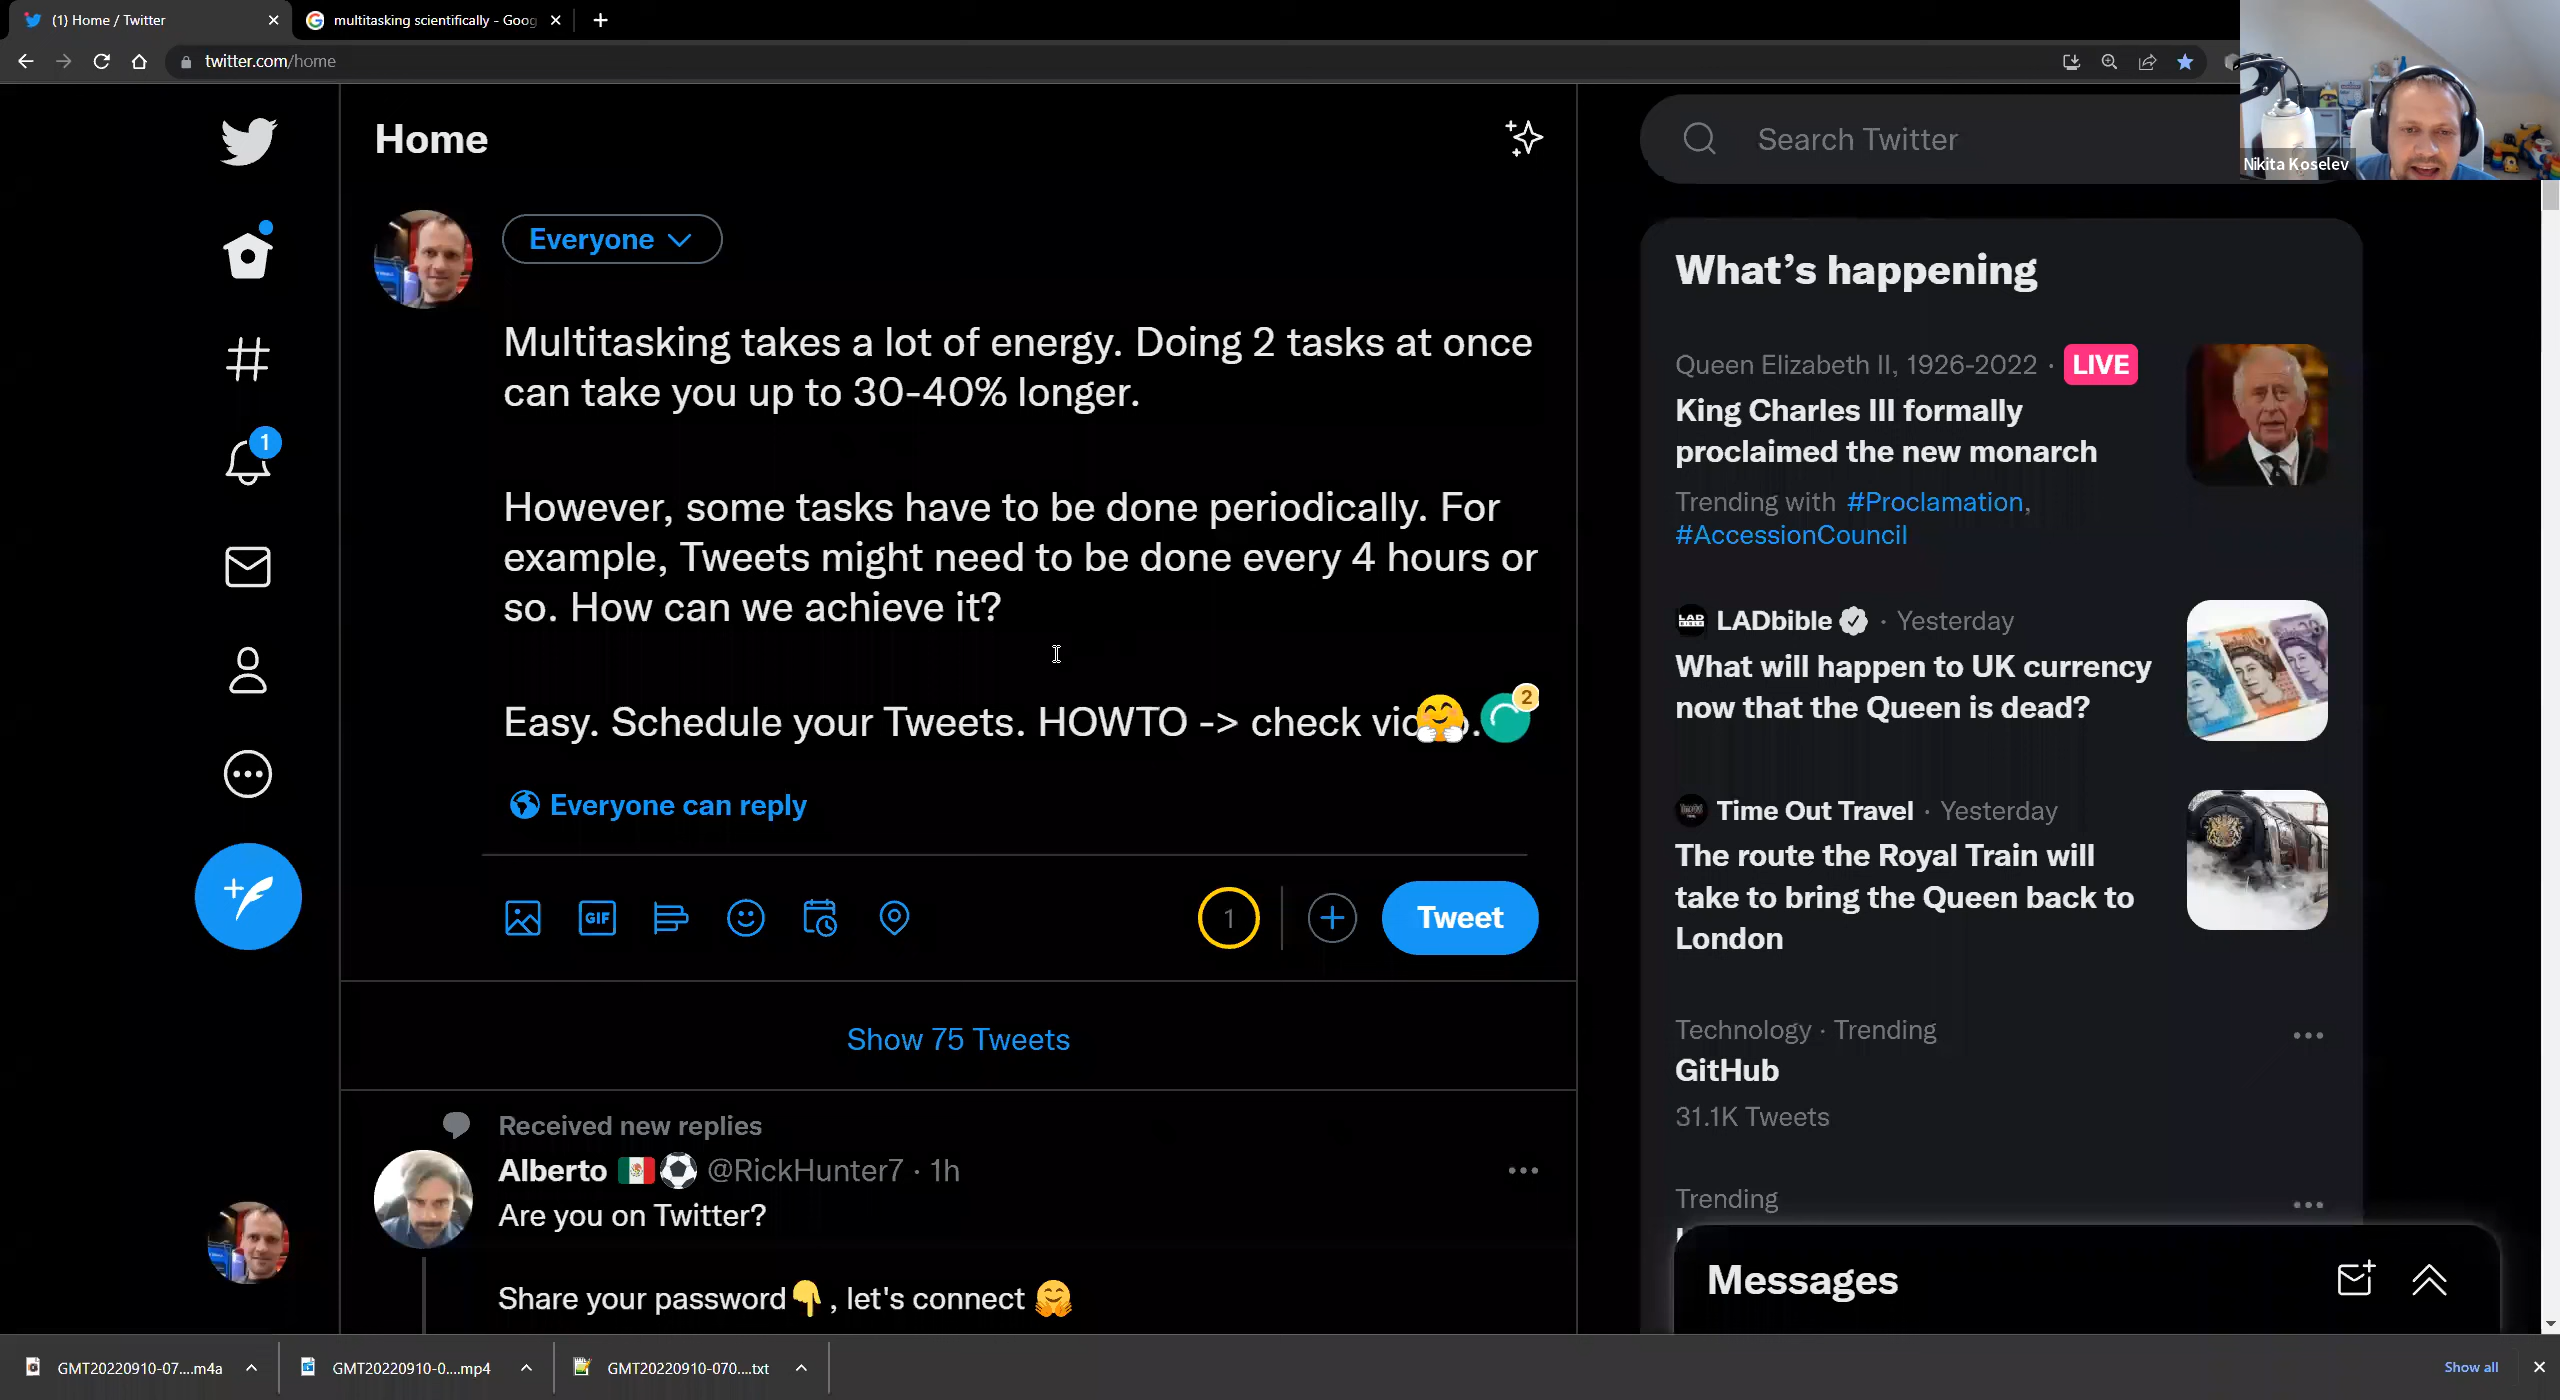 (1) Home / Twitter
multitasking scientifically - Goog
twitter.com/home
Nikita Koselev
Home
Search Twitter
Everyone
Multitasking takes a lot of energy. Doing 2 tasks at once
can take you up to 30-40% longer.
However, some tasks have to be done periodically. For
example, Tweets might need to be done every 4 hours or
so. How can we achieve it?
Easy. Schedule your Tweets. HOWTO -> check
2
Everyone can reply
GIF
1
Tweet
1
Show 75 Tweets
Received new replies
Alberto @RickHunter7 · 1h
Are you on Twitter?
Share your password👇, let's connect 🤗
What's happening
Queen Elizabeth II, 1926-2022 · LIVE
King Charles III formally
proclaimed the new monarch
Trending with #Proclamation,
#AccessionCouncil
LAD BIBLE
LADbible · Yesterday
What will happen to UK currency
now that the Queen is dead?
Time Out Travel · Yesterday
The route the Royal Train will
take to bring the Queen back to
London
Technology · Trending
GitHub
31.1K Tweets
Trending
Messages
GMT20220910-07....m4a
GMT20220910-0....mp4
GMT20220910-070....txt
Show all